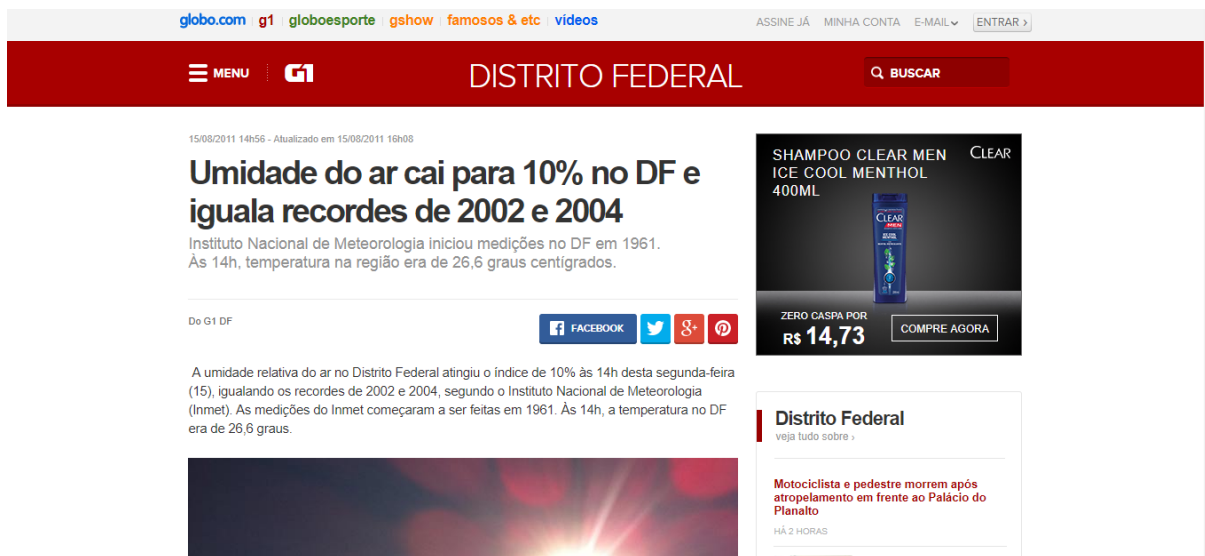 globo.com g1 globoesporte gshow famosos & etc vídeos
ASSINE JÁ MINHA CONTA E-MAIL ENTRAR ›
MENU G1 DISTRITO FEDERAL BUSCAR
15/08/2011 14h56 - Atualizado em 15/08/2011 16h08
Umidade do ar cai para 10% no DF e
iguala recordes de 2002 e 2004
Instituto Nacional de Meteorologia iniciou medições no DF em 1961.
Às 14h, temperatura na região era de 26,6 graus centígrados.
Do G1 DF
FACEBOOK
A umidade relativa do ar no Distrito Federal atingiu o índice de 10% às 14h desta segunda-feira
(15), igualando os recordes de 2002 e 2004, segundo o Instituto Nacional de Meteorologia
(Inmet). As medições do Inmet começaram a ser feitas em 1961. Às 14h, a temperatura no DF
era de 26,6 graus.
SHAMPOO CLEAR MEN
ICE COOL MENTHOL
400ML
CLEAR
CLEAR
MEN
ZERO CASPA POR
R$ 14,73
COMPRE AGORA
Distrito Federal
veja tudo sobre ›
Motociclista e pedestre morrem após
atropelamento em frente ao Palácio do
Planalto
HÁ 2 HORAS